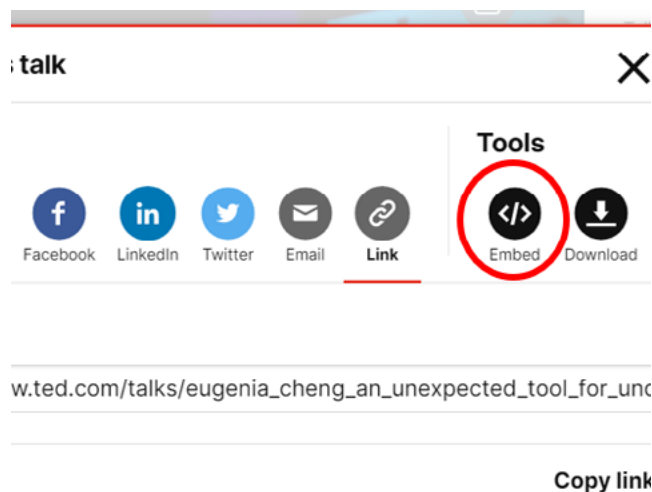 s talk
Tools
Facebook LinkedIn Twitter Email Link Embed Download
w.ted.com/talks/eugenia_cheng_an_unexpected_tool_for_und
Copy link